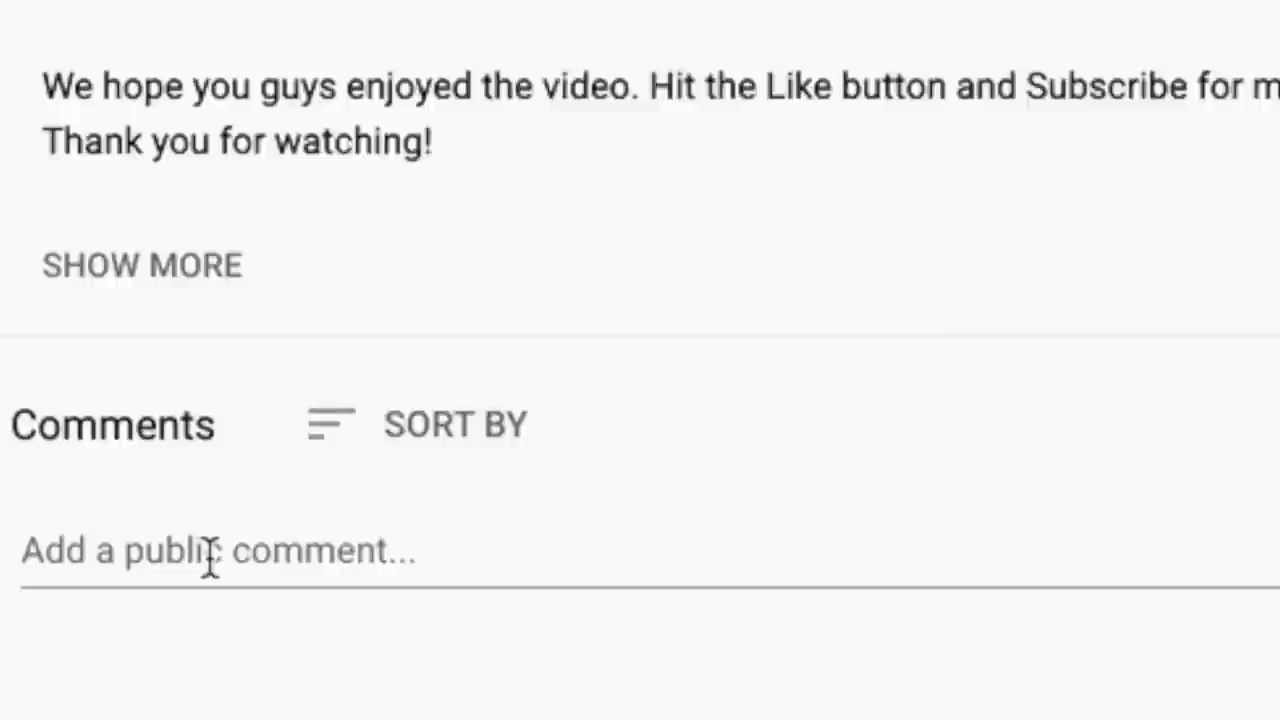 We hope you guys enjoyed the video. Hit the Like button and Subscribe for m
Thank you for watching!
SHOW MORE
Comments SORT BY
Add a public comment...